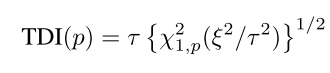 TDI(p) = τ {χ²₁,ₚ(ξ²/τ²)}^{1/2}